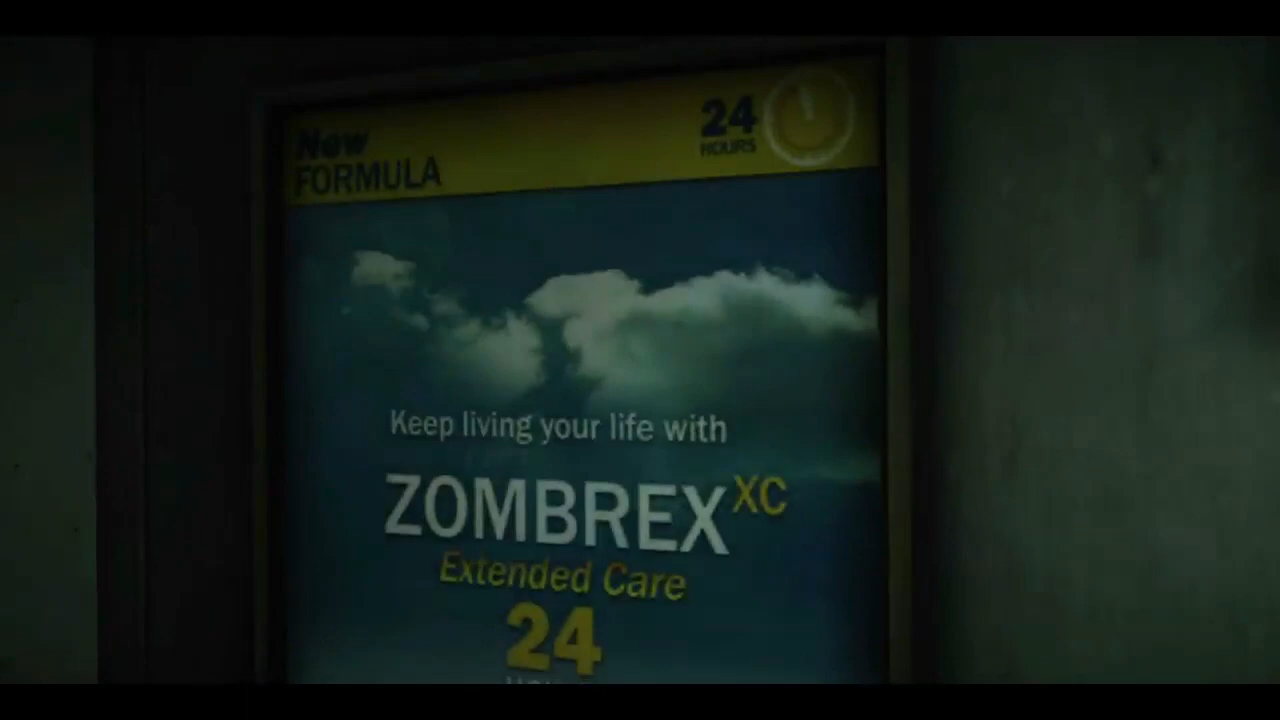 New
FORMULA
24
HOURS
Keep living your life with
ZOMBREX XC
Extended Care
24